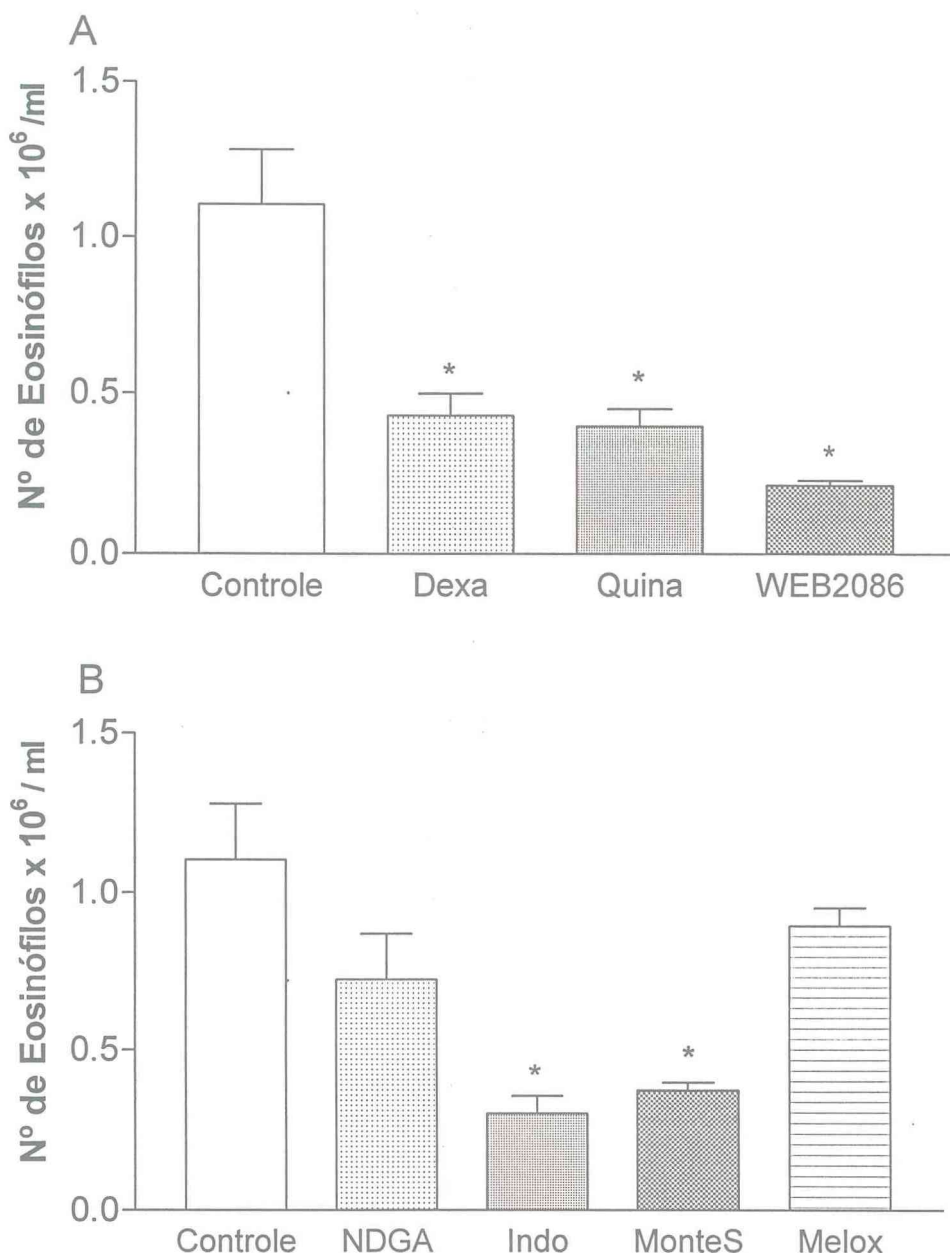 A
Nº de Eosinófilos x 10⁶ /ml
1.5
1.0
0.5
0.0
*
*
*
Controle Dexa Quina WEB2086
B
Nº de Eosinófilos x 10⁶ / ml
1.5
1.0
0.5
0.0
*
*
Controle NDGA Indo MonteS Melox